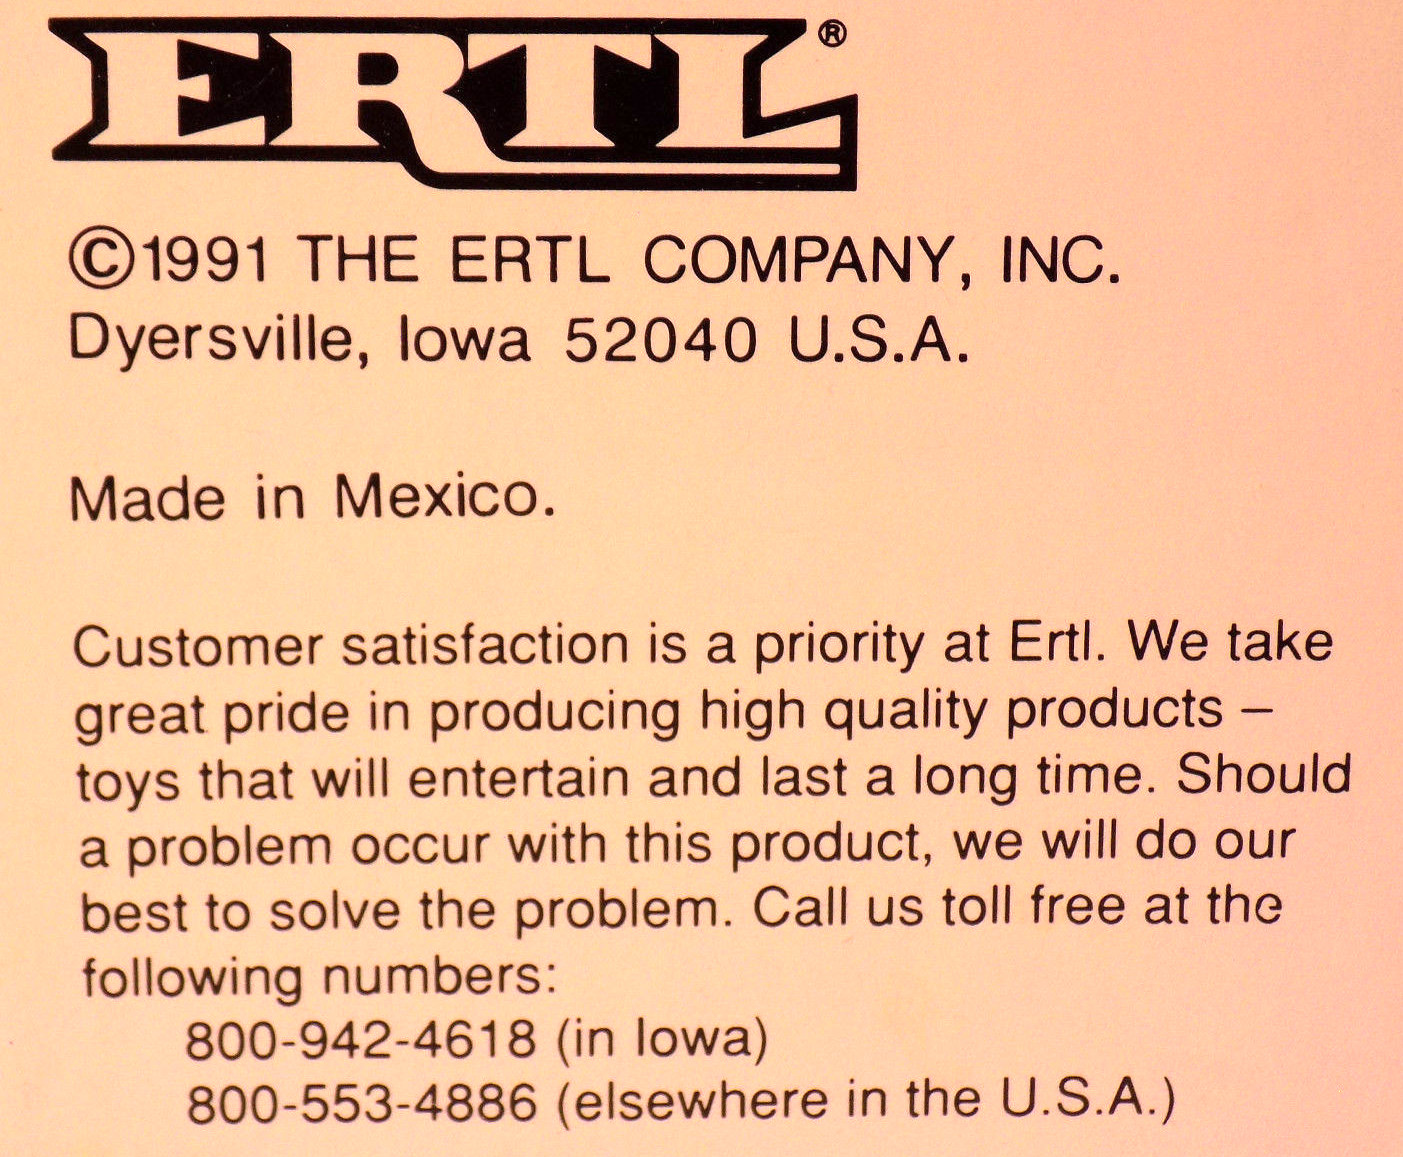 ERTL®
©1991 THE ERTL COMPANY, INC.
Dyersville, Iowa 52040 U.S.A.
Made in Mexico.
Customer satisfaction is a priority at Ertl. We take
great pride in producing high quality products –
toys that will entertain and last a long time. Should
a problem occur with this product, we will do our
best to solve the problem. Call us toll free at the
following numbers:
800-942-4618 (in Iowa)
800-553-4886 (elsewhere in the U.S.A.)